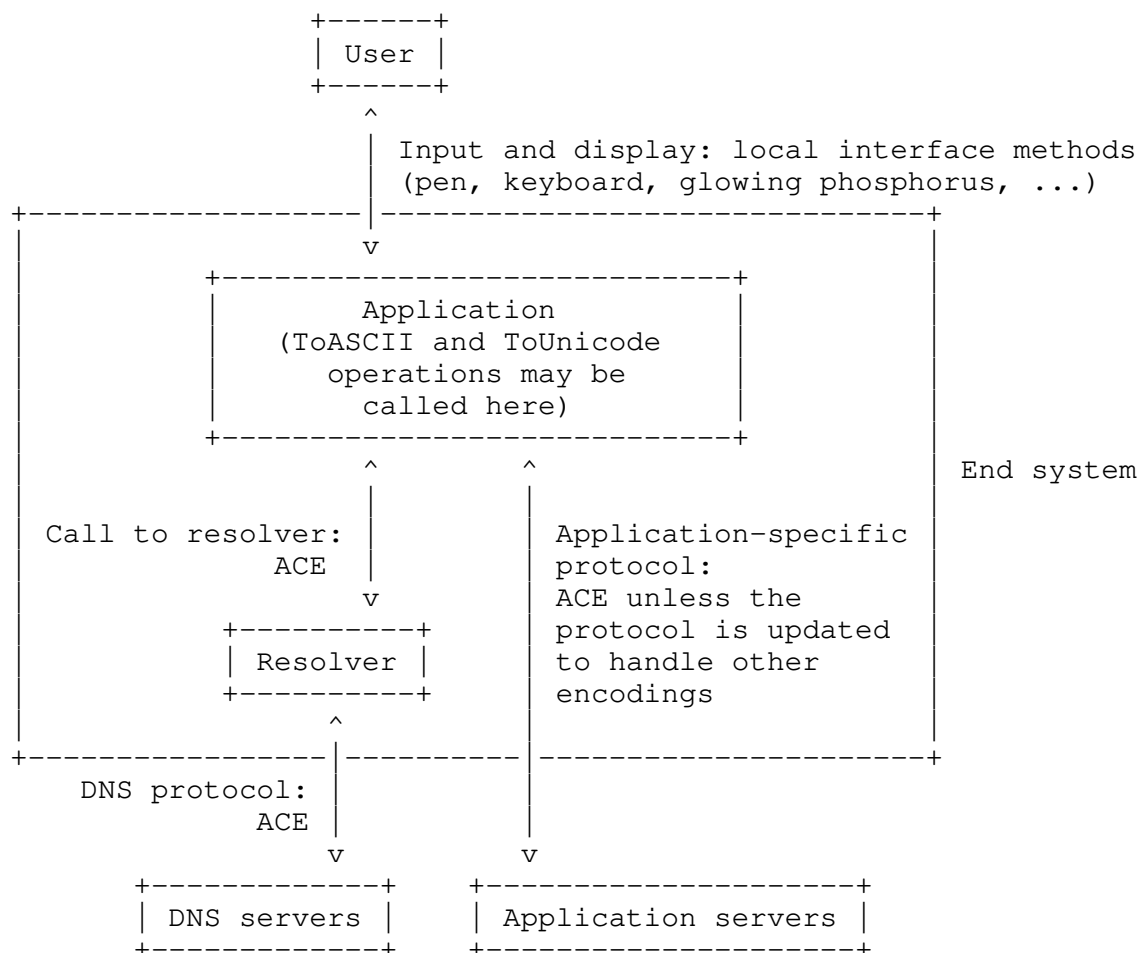 User
Input and display: local interface methods
(pen, keyboard, glowing phosphorus, ...)
Application
(ToASCII and ToUnicode
operations may be
called here)
End system
Call to resolver:
ACE
Application-specific
protocol:
ACE unless the
protocol is updated
to handle other
encodings
Resolver
DNS protocol:
ACE
DNS servers
Application servers